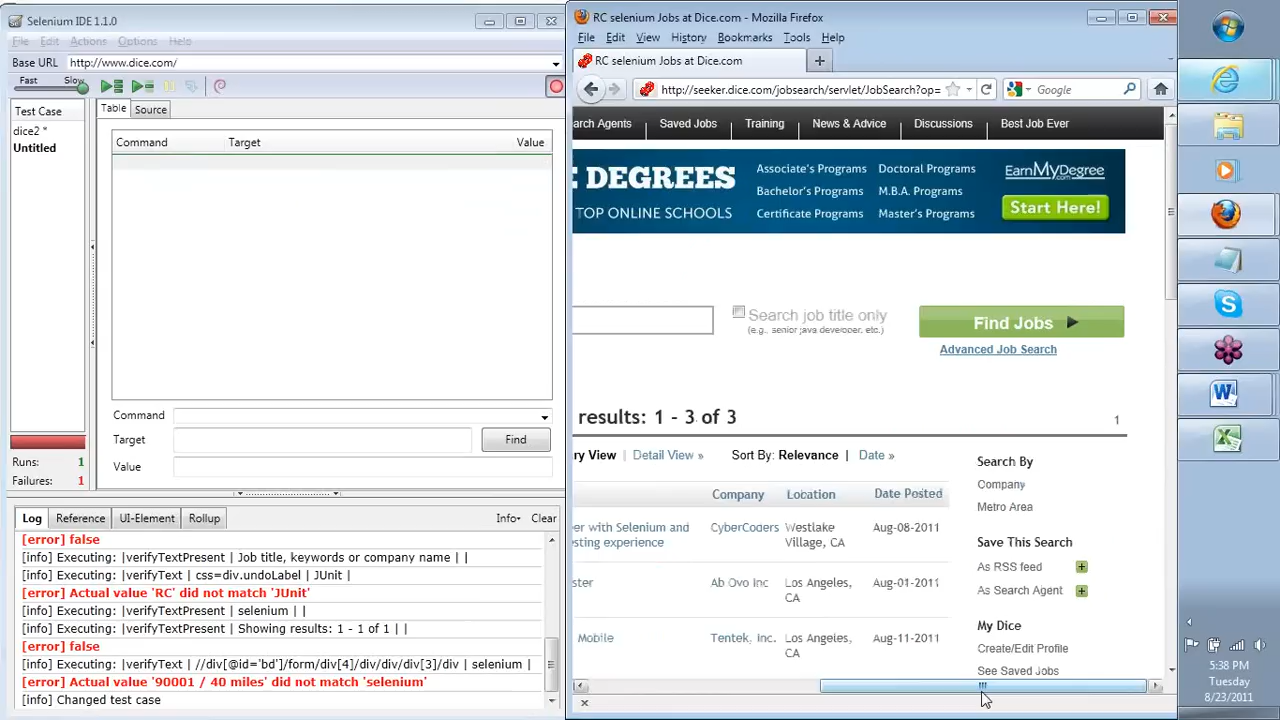 Selenium IDE 1.1.0
File Edit Actions Options Help
Base URL http://www.dice.com/
Fast Slow
Test Case
dice2 *
Untitled
Table Source
Command Target Value
Command
Target
Find
Value
Runs: 1
Failures: 1
Log Reference UI-Element Rollup Info Clear
[error] false
[info] Executing: |verifyTextPresent | Job title, keywords or company name | |
[info] Executing: |verifyText | css=div.undoLabel | JUnit |
[error] Actual value 'RC' did not match 'JUnit'
[info] Executing: |verifyTextPresent | selenium | |
[info] Executing: |verifyTextPresent | Showing results: 1 - 1 of 1 | |
[error] false
[info] Executing: |verifyText | //div[@id='bd']/form/div[4]/div/div/div[3]/div | selenium |
[error] Actual value '90001 / 40 miles' did not match 'selenium'
[info] Changed test case
RC selenium Jobs at Dice.com - Mozilla Firefox
File Edit View History Bookmarks Tools Help
RC selenium Jobs at Dice.com
http://seeker.dice.com/jobsearch/servlet/JobSearch?op=
Google
arch Agents Saved Jobs Training News & Advice Discussions Best Job Ever
E DEGREES
TOP ONLINE SCHOOLS
Associate's Programs Doctoral Programs
Bachelor's Programs M.B.A. Programs
Certificate Programs Master's Programs
EarnMyDegree
.com
Start Here!
Search job title only
(e.g., senior java developer, etc.)
Find Jobs
Advanced Job Search
results: 1 - 3 of 3
1
ry View | Detail View » Sort By: Relevance | Date »
Company Location Date Posted
er with Selenium and
sting experience
CyberCoders
Westlake
Village, CA
Aug-08-2011
ster
Ab Ovo Inc
Los Angeles,
CA
Aug-01-2011
Mobile
Tentek, Inc.
Los Angeles,
CA
Aug-11-2011
Search By
Company
Metro Area
Save This Search
As RSS feed
As Search Agent
My Dice
Create/Edit Profile
See Saved Jobs
5:38 PM
Tuesday
8/23/2011